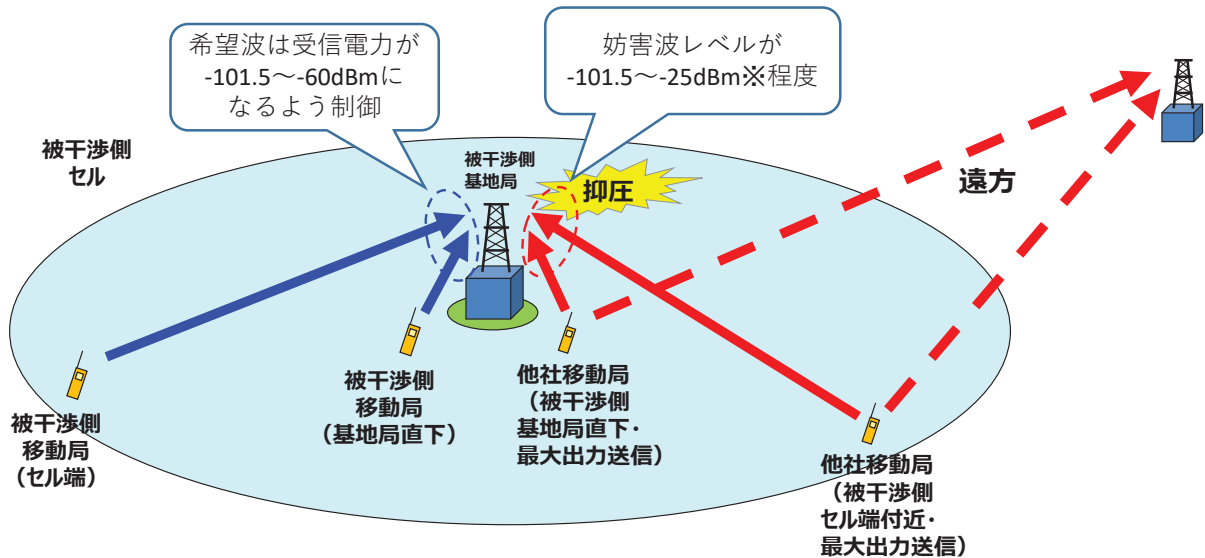 希望波は受信電力が
-101.5～-60dBmに
なるよう制御
妨害波レベルが
-101.5～-25dBm※程度
被干渉側
セル
被干渉側
基地局
抑圧
遠方
被干渉側
移動局
（セル端）
被干渉側
移動局
（基地局直下）
他社移動局
（被干渉側
基地局直下・
最大出力送信）
他社移動局
（被干渉側
セル端付近・
最大出力送信）